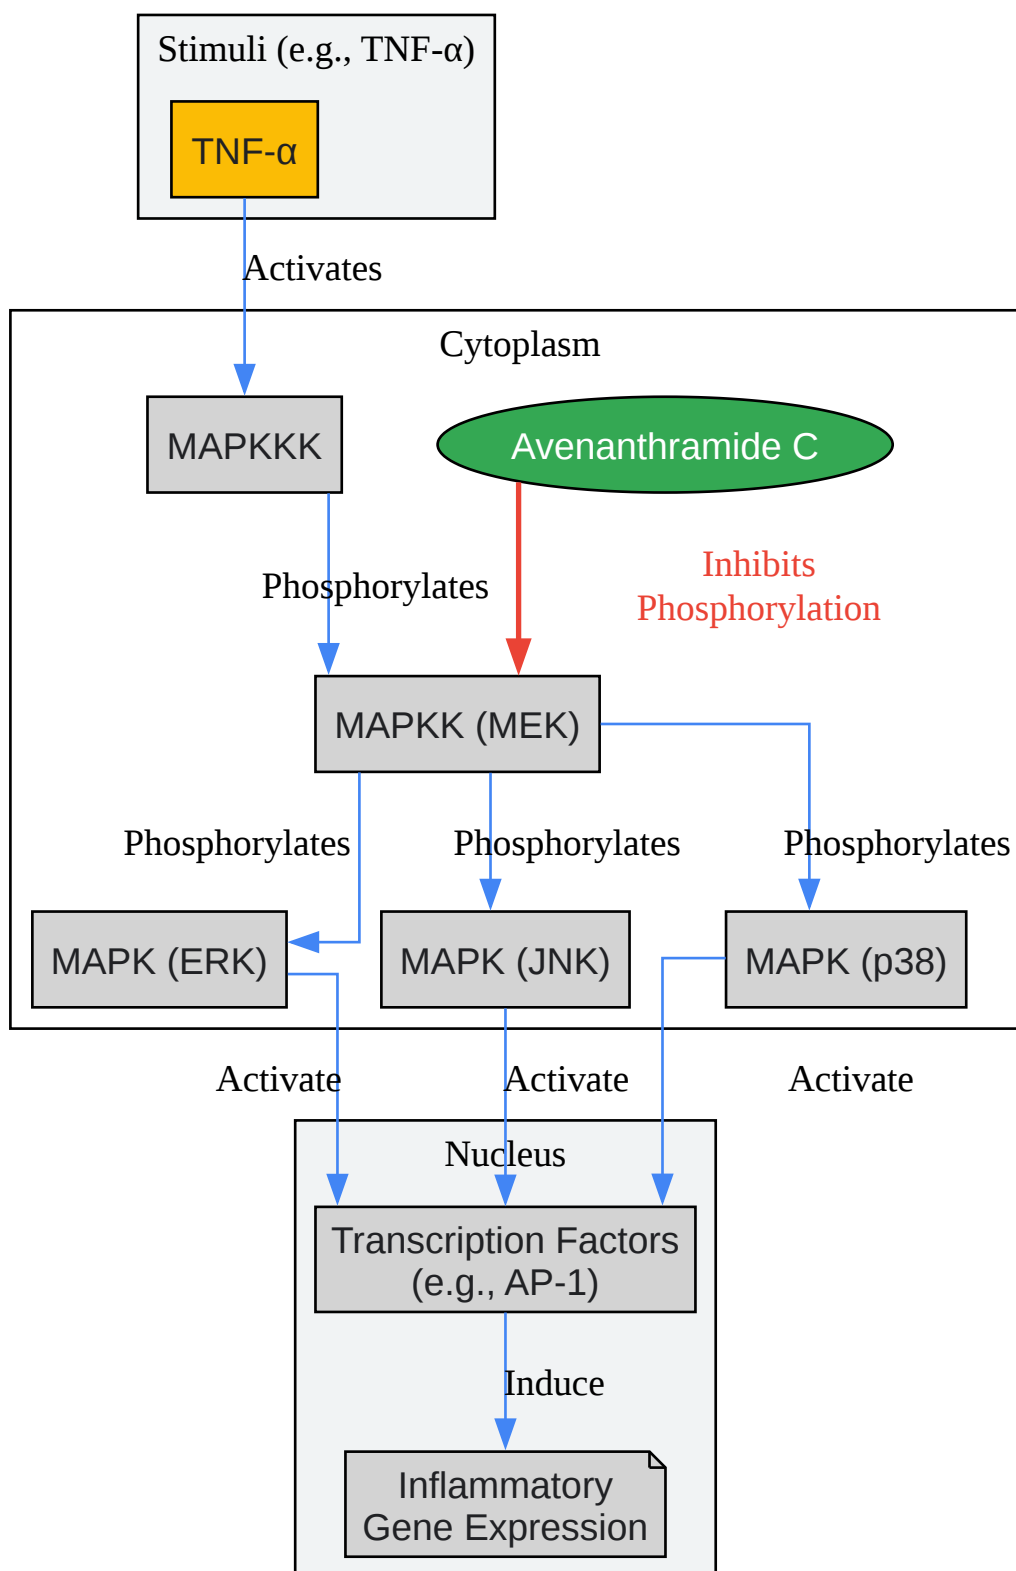 Stimuli (e.g., TNF-α)
TNF-α
Activates
Cytoplasm
MAPKKK
Avenanthramide C
Phosphorylates
Inhibits
Phosphorylation
MAPKK (MEK)
Phosphorylates
Phosphorylates
Phosphorylates
MAPK (ERK)
MAPK (JNK)
MAPK (p38)
Activate
Activate
Activate
Nucleus
Transcription Factors
(e.g., AP-1)
Induce
Inflammatory
Gene Expression